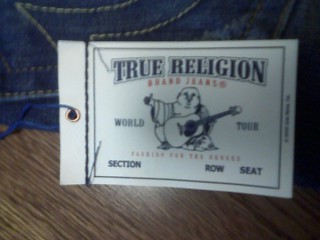 TRUE RELIGION
BRAND JEANS®
WORLD TOUR
FASHION FOR THE SENSES
SECTION ROW SEAT